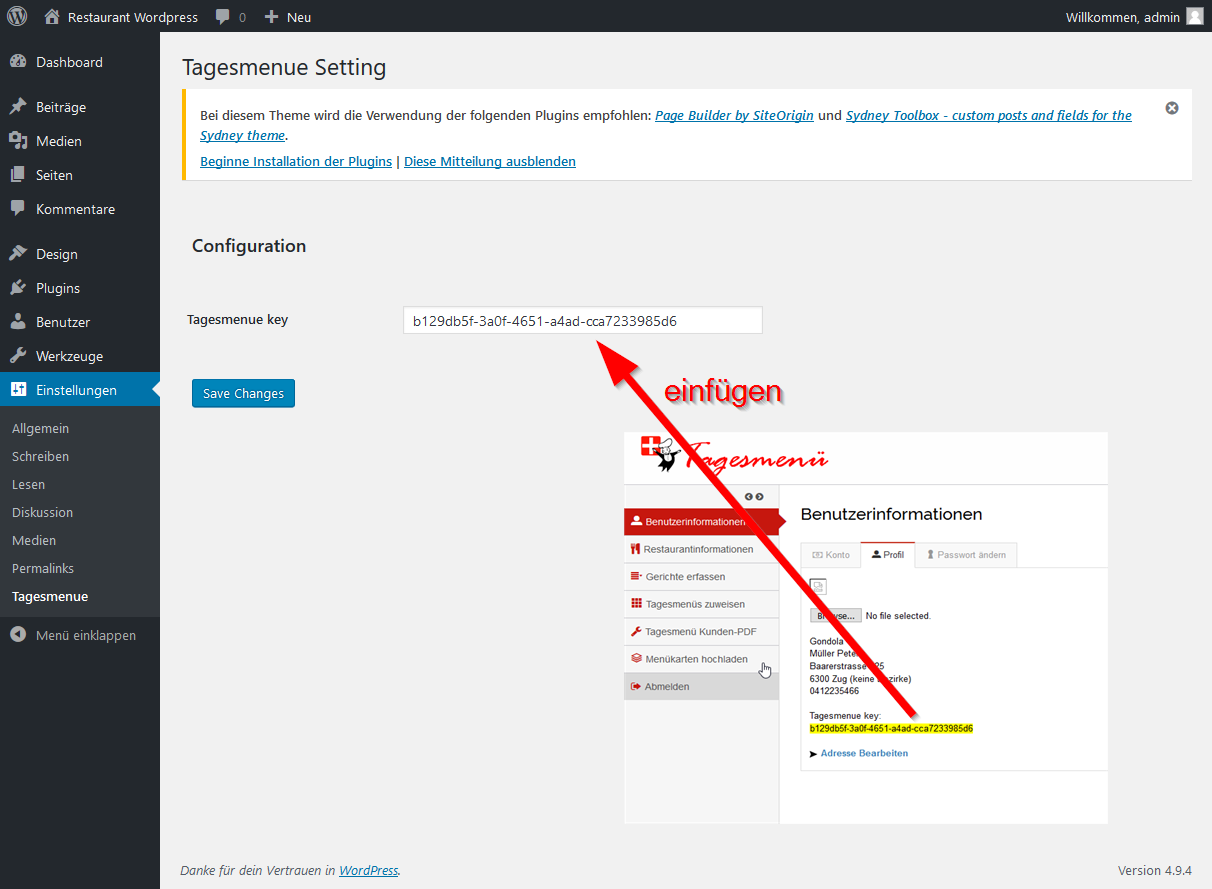 Restaurant Wordpress 0 Neu Willkommen, admin
Dashboard
Beiträge
Medien
Seiten
Kommentare
Design
Plugins
Benutzer
Werkzeuge
Einstellungen
Allgemein
Schreiben
Lesen
Diskussion
Medien
Permalinks
Tagesmenue
Menü einklappen
Tagesmenue Setting
Bei diesem Theme wird die Verwendung der folgenden Plugins empfohlen: Page Builder by SiteOrigin und Sydney Toolbox - custom posts and fields for the
Sydney theme.
Beginne Installation der Plugins | Diese Mitteilung ausblenden
Configuration
Tagesmenue key b129db5f-3a0f-4651-a4ad-cca7233985d6
Save Changes
einfügen
Tagesmenü
Benutzerinformationen
Restaurantinformationen
Gerichte erfassen
Tagesmenüs zuweisen
Tagesmenü Kunden-PDF
Menükarten hochladen
Abmelden
Benutzerinformationen
Konto Profil Passwort ändern
No file selected.
Gondola
Müller
Baarerstrasse
6300 Zug (keine
0412235466
Tagesmenue key:
b129db5f-3a0f-4651-a4ad-cca7233985d6
Adresse Bearbeiten
Danke für dein Vertrauen in WordPress.
Version 4.9.4